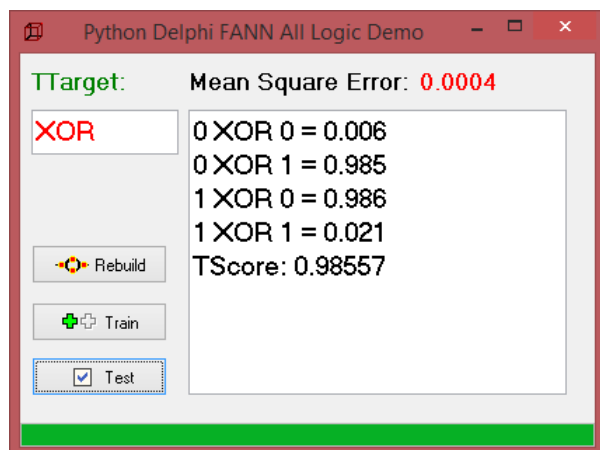 Python Delphi FANN All Logic Demo
TTarget:
Mean Square Error: 0.0004
XOR
0 XOR 0 = 0.006
0 XOR 1 = 0.985
1 XOR 0 = 0.986
1 XOR 1 = 0.021
TScore: 0.98557
Rebuild
Train
Test